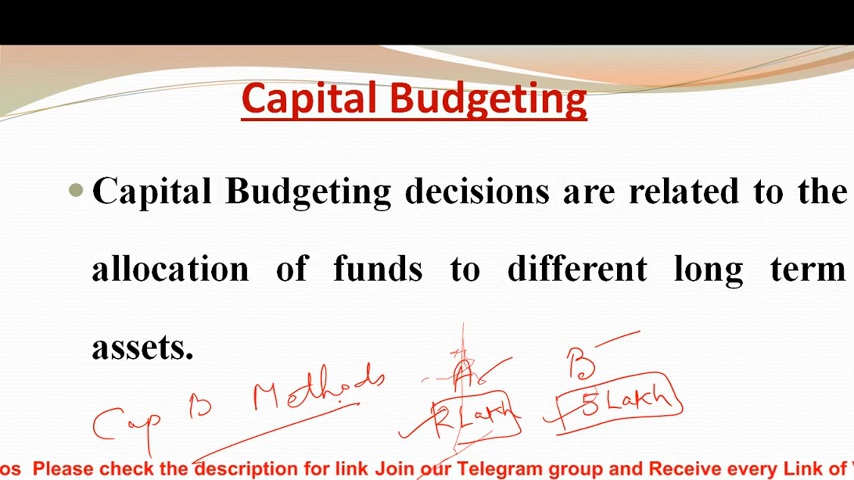 Capital Budgeting
Capital Budgeting decisions are related to the
allocation of funds to different long term
assets.
Cap B Methods A B
2 Lakh 5 Lakh
os Please check the description for link Join our Telegram group and Receive every Link of V